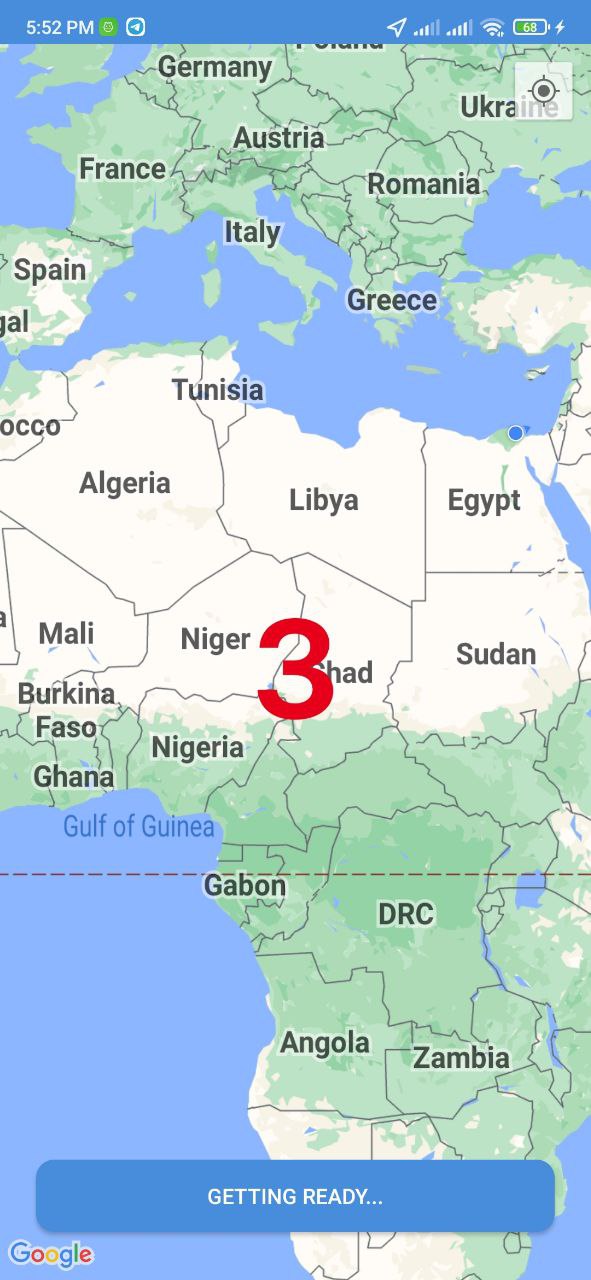 5:52 PM
68
Poland
Germany
Ukraine
Austria
France
Romania
Italy
Spain
Greece
gal
Tunisia
occo
Algeria
Libya
Egypt
a
3
Mali
Niger
Chad
Sudan
Burkina
Faso
Nigeria
Ghana
Gulf of Guinea
Gabon
DRC
Angola
Zambia
GETTING READY...
Google